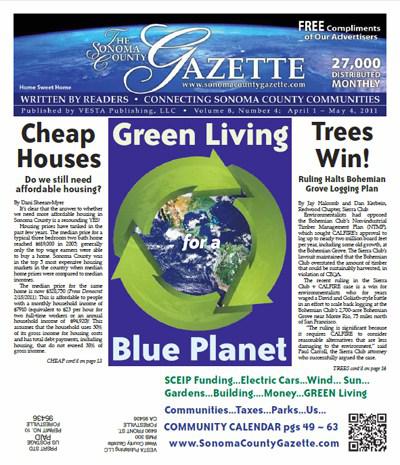 THE SONOMA COUNTY GAZETTE
FREE Compliments
of Our Advertisers
27,000
DISTRIBUTED
MONTHLY
Home Sweet Home
www.sonomacountygazette.com
WRITTEN BY READERS • CONNECTING SONOMA COUNTY COMMUNITIES
Published by VESTA Publishing, LLC • Volume 8, Number 4: April 1 – May 4, 2011
Cheap
Houses
Do we still need
affordable housing?
By Dani Sheran-Myer
It's clear that the answer to whether
we need more affordable housing in
Sonoma County is a resounding YES!
Housing prices have tanked in the
past few years. The median price for a
typical three bedroom two bath home
reached $619,000 in 2005; generally
only the top wage earners were able
to buy a home. Sonoma County was
in the top 3 most expensive housing
markets in the country when median
home prices were compared to median
incomes.
The median price for the same
home is now
This is affordable to people
with a monthly household income of
$7910 (equivalent to $23 per hour for
two full-time workers or an annual
household income of
This
assumes that the household uses 30%
of its gross income for housing costs
and has total debt payments, including
housing, that do not exceed 38% of
gross income.
CHEAP cont'd on page 13
Green Living
for a
Blue Planet
Trees
Win!
Ruling Halts Bohemian
Grove Logging Plan
By Jay Halcomb and Dan Kerbein,
Redwood Chapter, Sierra Club
Environmentalists had opposed
the Bohemian Club's Non-industrial
Timber Management Plan (NTMP),
which sought CALFIRE's approval to
log up to nearly two million board feet
per year, including some old growth, at
the Bohemian Grove. The Sierra Club's
lawsuit maintained that the Bohemian
Club overstated the amount of timber
that could be sustainably harvested, in
violation of CEQA.
The recent ruling in the Sierra
Club v. CALFIRE case is a win for
environmentalists who for years
waged a David and Goliath-style battle
in an effort to scale back logging at the
Bohemian Club's 2,700-acre Bohemian
Grove near Monte Rio, 75 miles north
of San Francisco.
"The ruling is significant because
it requires CALFIRE to consider
reasonable alternatives that are less
damaging to the environment," said
Paul Carroll, the Sierra Club attorney
who successfully argued the case.
TREES cont'd on page 16
SCEIP Funding...Electric Cars...Wind... Sun...
Gardens...Building....Money...GREEN Living
Communities...Taxes...Parks...Us...
COMMUNITY CALENDAR pgs 49 ~ 63
www.SonomaCountyGazette.com
VESTA Publishing LLC
West County Gazette
6490 FRONT ST.
PMB 300
FORESTVILLE
CA 95436
PRSRT STD
US POSTAGE
PAID
PERMIT NO. 10
FORESTVILLE
95436